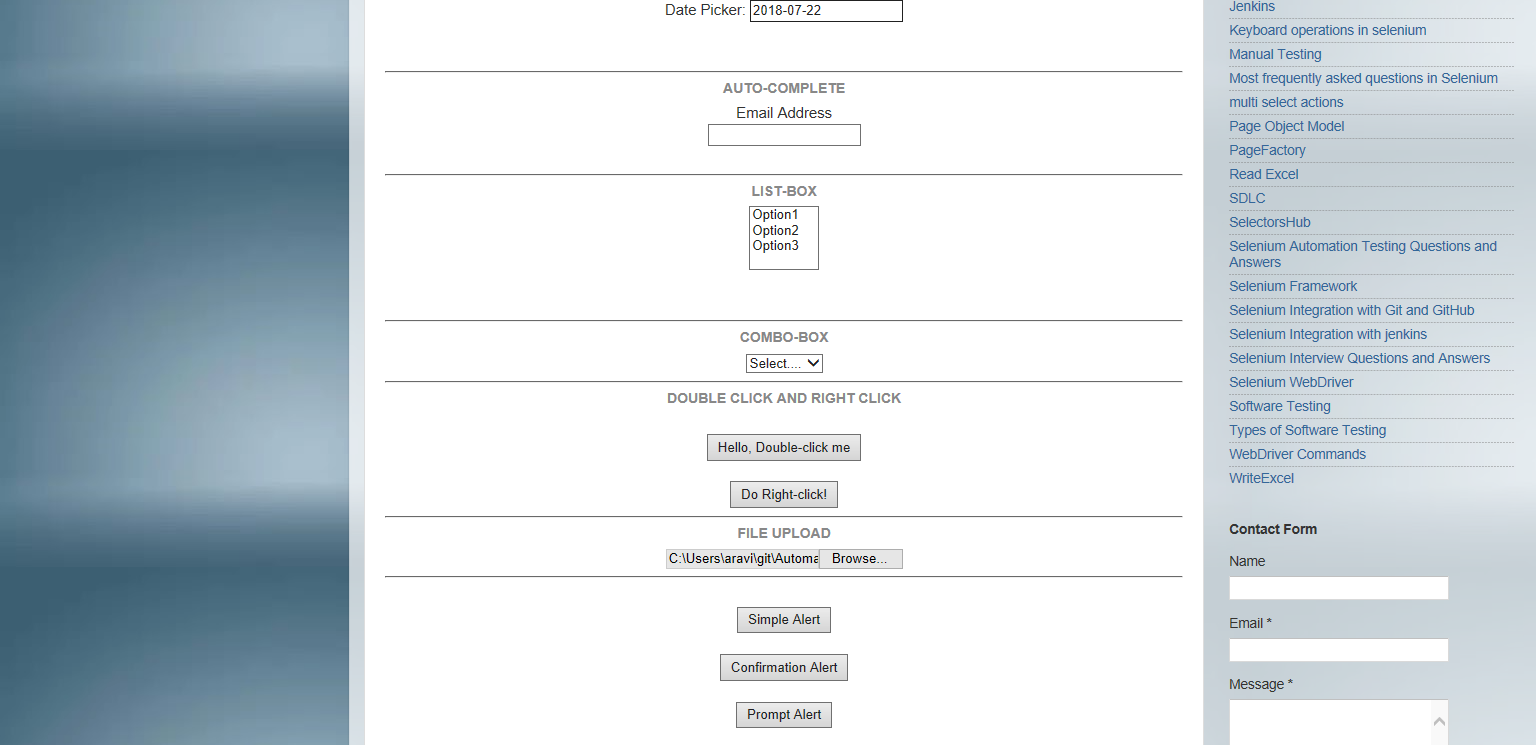 Date Picker: 2018-07-22
AUTO-COMPLETE
Email Address
LIST-BOX
Option1
Option2
Option3
COMBO-BOX
Select....
DOUBLE CLICK AND RIGHT CLICK
Hello, Double-click me
Do Right-click!
FILE UPLOAD
C:\Users\aravi\git\Automa Browse...
Simple Alert
Confirmation Alert
Prompt Alert
Jenkins
Keyboard operations in selenium
Manual Testing
Most frequently asked questions in Selenium
multi select actions
Page Object Model
PageFactory
Read Excel
SDLC
SelectorsHub
Selenium Automation Testing Questions and
Answers
Selenium Framework
Selenium Integration with Git and GitHub
Selenium Integration with jenkins
Selenium Interview Questions and Answers
Selenium WebDriver
Software Testing
Types of Software Testing
WebDriver Commands
WriteExcel
Contact Form
Name
Email *
Message *